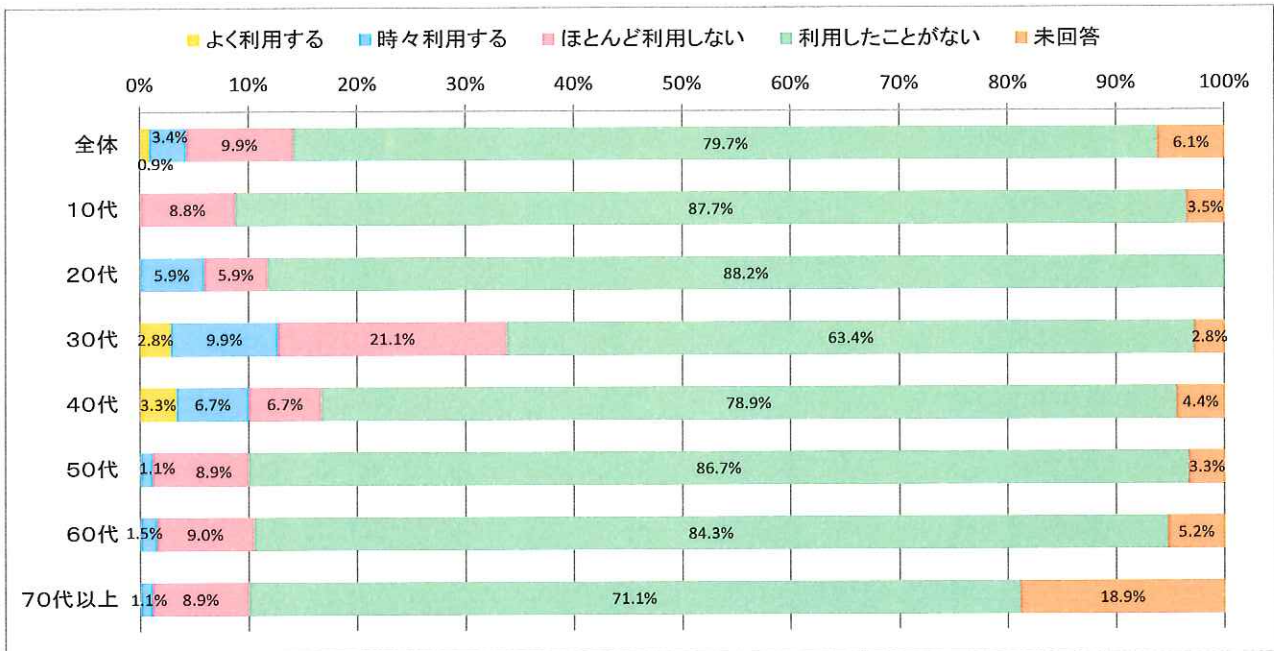 よく利用する 時々利用する ほとんど利用しない 利用したことがない 未回答
0% 10% 20% 30% 40% 50% 60% 70% 80% 90% 100%
全体 0.9% 3.4% 9.9% 79.7% 6.1%
10代 8.8% 87.7% 3.5%
20代 5.9% 5.9% 88.2%
30代 2.8% 9.9% 21.1% 63.4% 2.8%
40代 3.3% 6.7% 6.7% 78.9% 4.4%
50代 1.1% 8.9% 86.7% 3.3%
60代 1.5% 9.0% 84.3% 5.2%
70代以上 1.1% 8.9% 71.1% 18.9%